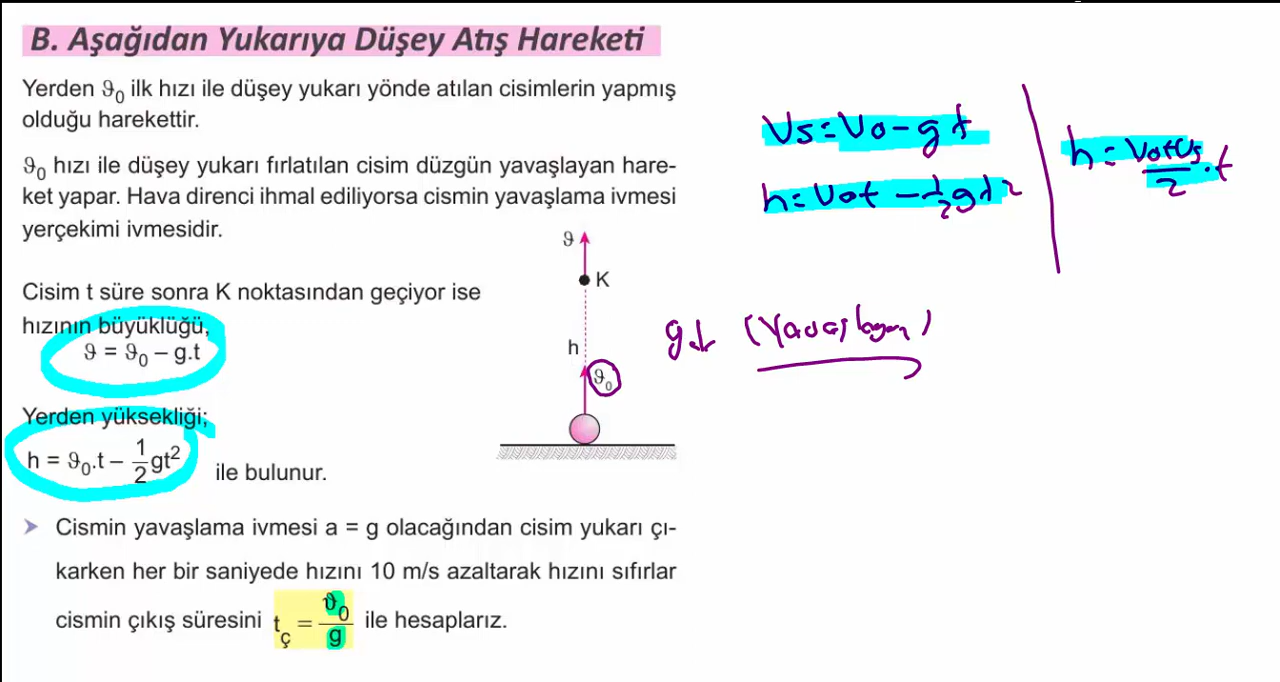 B. Aşağıdan Yukarıya Düşey Atış Hareketi
Yerden ϑ₀ ilk hızı ile düşey yukarı yönde atılan cisimlerin yapmış
olduğu harekettir.
ϑ₀ hızı ile düşey yukarı fırlatılan cisim düzgün yavaşlayan hare-
ket yapar. Hava direnci ihmal ediliyorsa cismin yavaşlama ivmesi
yerçekimi ivmesidir.
Cisim t süre sonra K noktasından geçiyor ise
hızının büyüklüğü,
ϑ = ϑ₀ – g.t
Yerden yüksekliği;
h = ϑ₀.t – 1/2 gt²
ile bulunur.
ϑ
K
h
ϑ₀
➤ Cismin yavaşlama ivmesi a = g olacağından cisim yukarı çı-
karken her bir saniyede hızını 10 m/s azaltarak hızını sıfırlar
cismin çıkış süresini t_ç = ϑ₀/g ile hesaplarız.
Vs = Vo - gt
h = Vot - 1/2 gt²
h = Vo+Vs/2 . t
g↓ (Yavaşlayan)